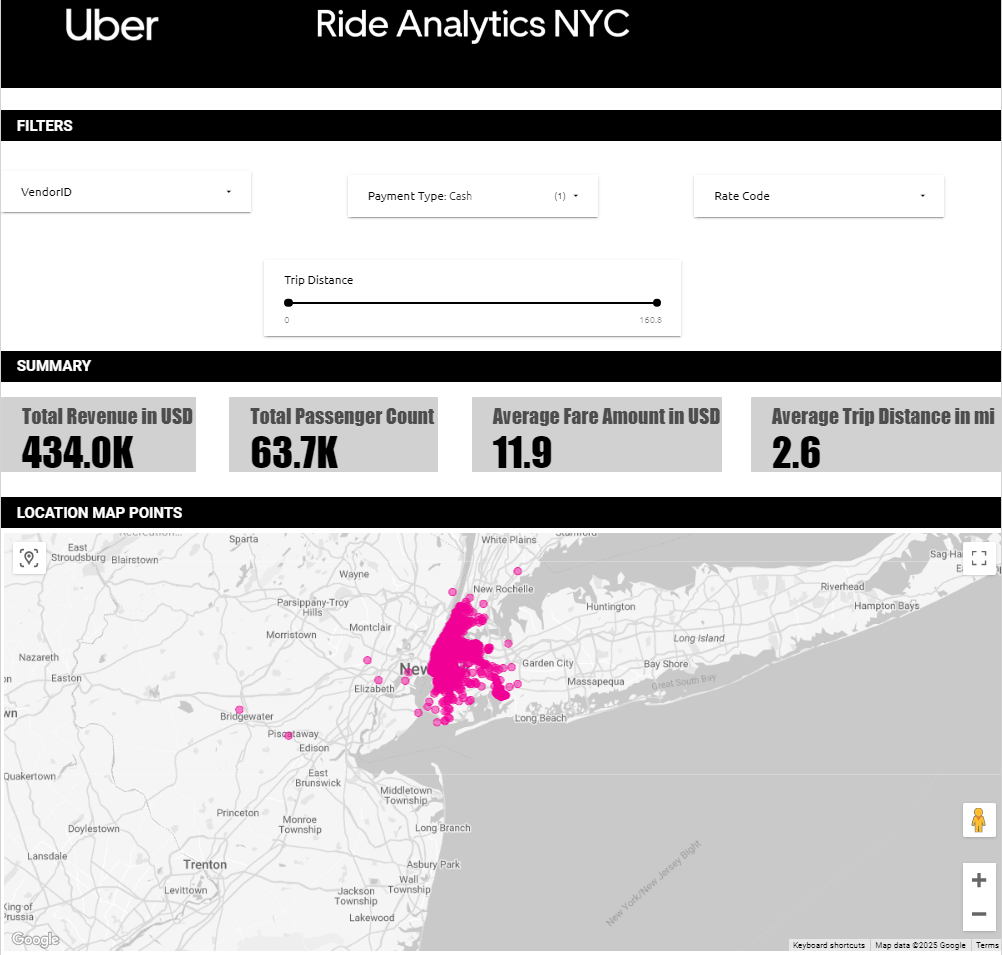 Uber
Ride Analytics NYC
FILTERS
VendorID
Payment Type: Cash (1)
Rate Code
Trip Distance
0
160.8
SUMMARY
Total Revenue in USD
434.0K
Total Passenger Count
63.7K
Average Fare Amount in USD
11.9
Average Trip Distance in mi
2.6
LOCATION MAP POINTS
Sparta
White Plains
East
Stroudsburg
Blairstown
Wayne
New Rochelle
Riverhead
Huntington
Hampton Bays
Parsippany-Troy
Hills
Montclair
Morristown
Long Island
Nazareth
New
Garden City
Bay Shore
Easton
Elizabeth
Massapequa
Great South Bay
Bridgewater
Long Beach
Piscataway
Edison
East
Brunswick
Quakertown
Middletown
Township
Princeton
Monroe
Township
Doylestown
Long Branch
Lansdale
Trenton
Asbury Park
Wall
Township
Levittown
Jackson
Township
New York/New Jersey Bight
King of
Prussia
Lakewood
Google
Keyboard shortcuts
Map data ©2025 Google
Terms